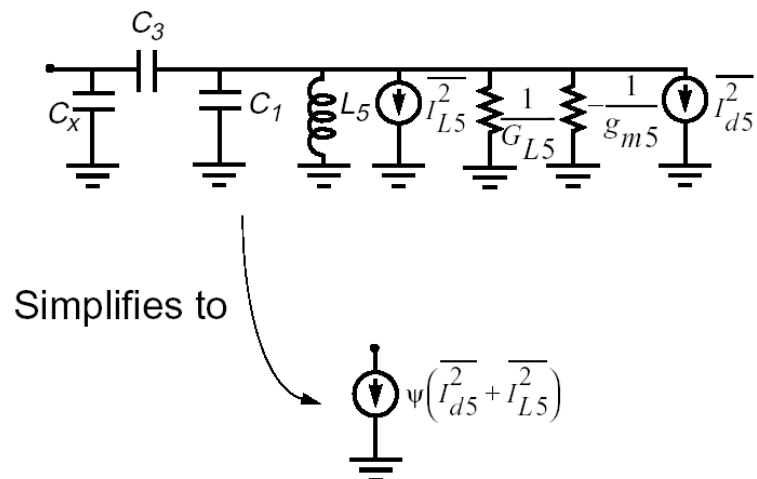 C3
Cx
C1
L5
I²L5
1
GL5
−1
gm5
I²d5
Simplifies to
ψ(I²d5 + I²L5)